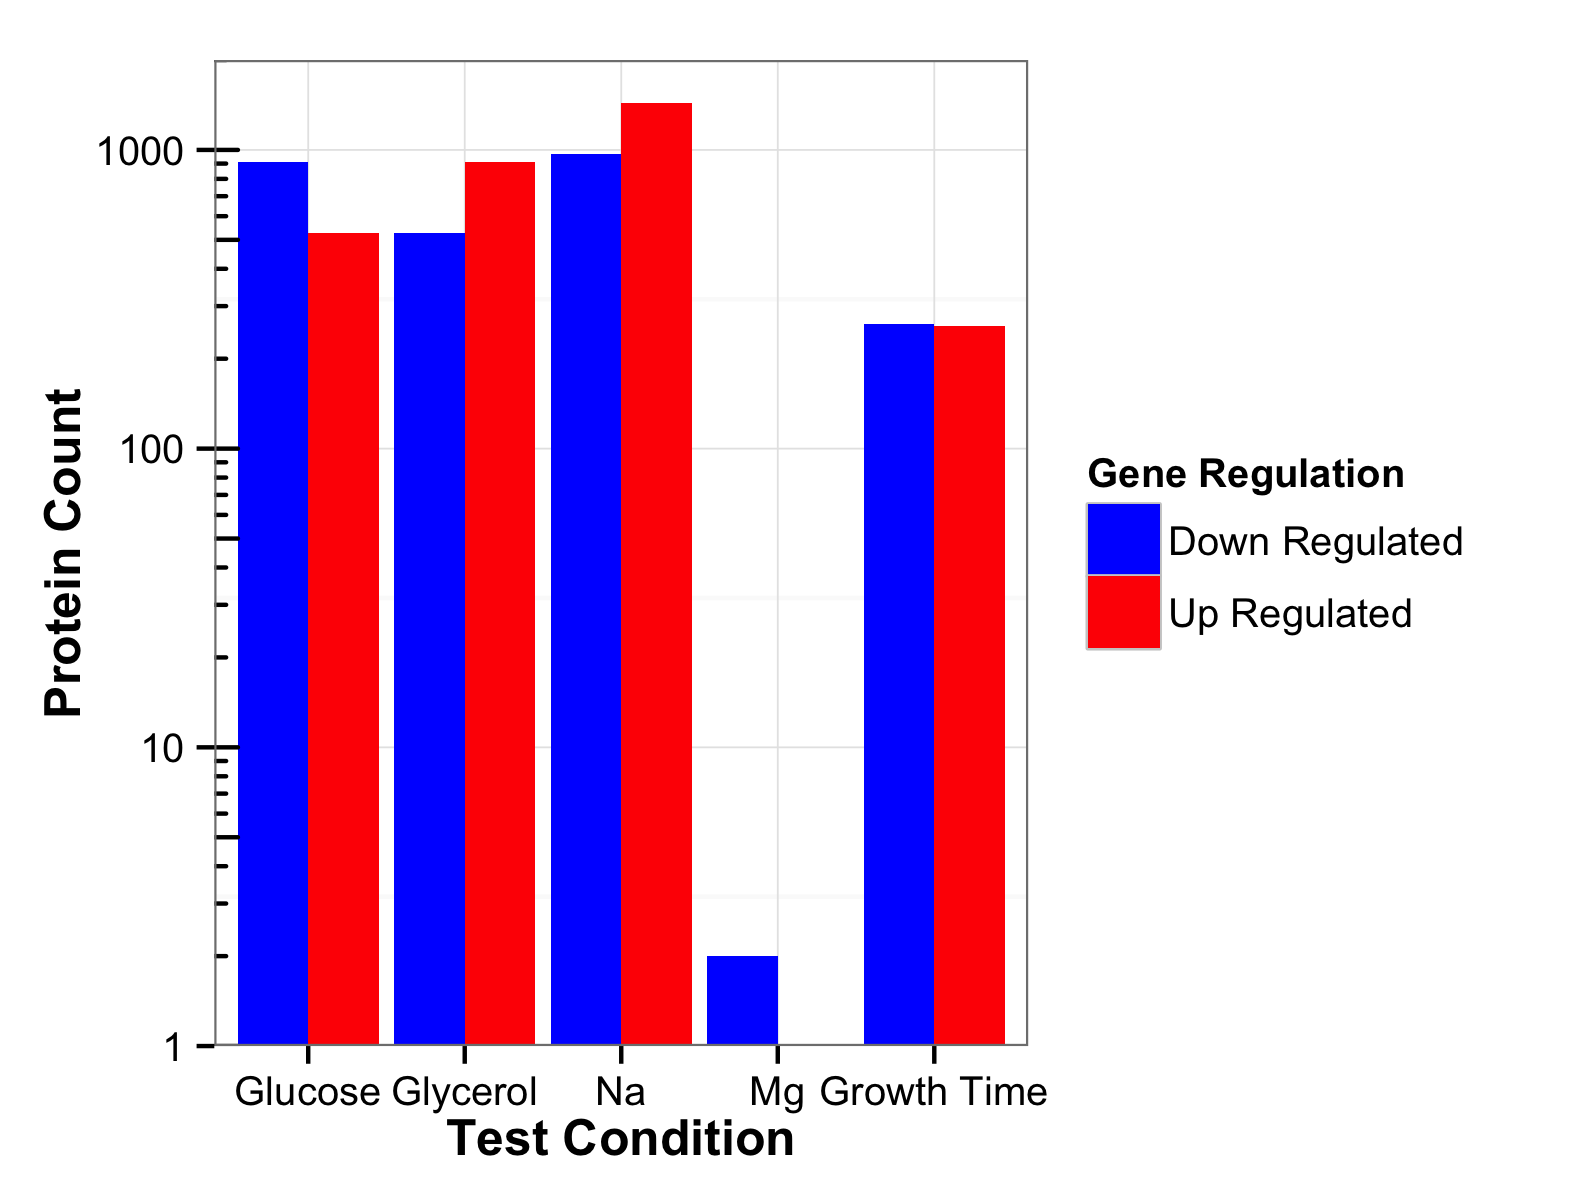 1000
100
10
1
Protein Count
Glucose Glycerol Na Mg Growth Time
Test Condition
Gene Regulation
Down Regulated
Up Regulated